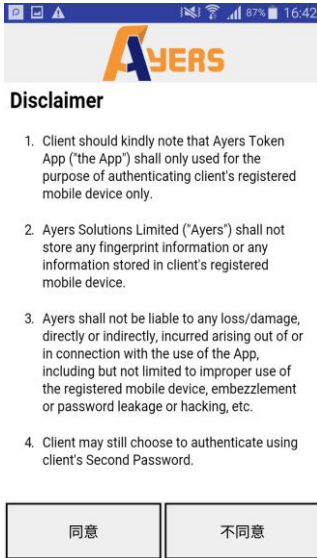 87% 16:42
AYERS
Disclaimer
1. Client should kindly note that Ayers Token
App ("the App") shall only used for the
purpose of authenticating client's registered
mobile device only.
2. Ayers Solutions Limited ("Ayers") shall not
store any fingerprint information or any
information stored in client's registered
mobile device.
3. Ayers shall not be liable to any loss/damage,
directly or indirectly, incurred arising out of or
in connection with the use of the App,
including but not limited to improper use of
the registered mobile device, embezzlement
or password leakage or hacking, etc.
4. Client may still choose to authenticate using
client's Second Password.
同意 不同意